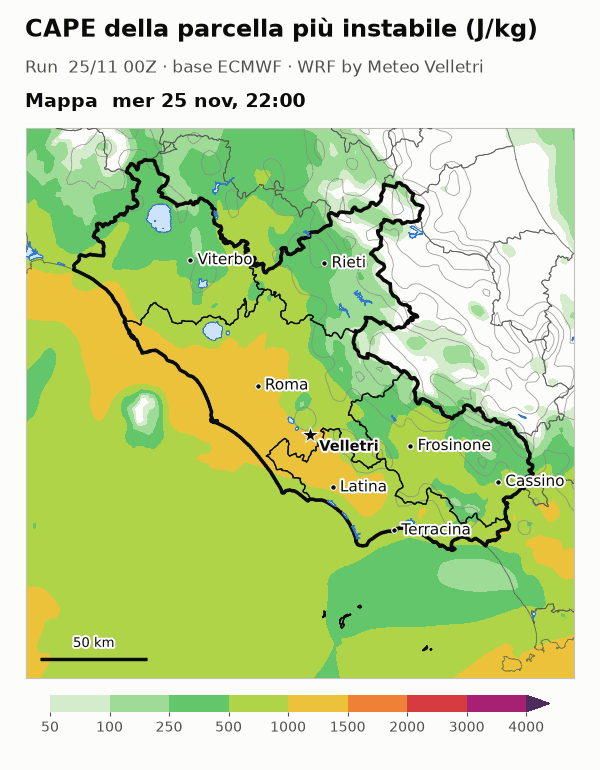 CAPE della parcella più instabile (J/kg)
Run  25/11 00Z · base ECMWF · WRF by Meteo Velletri
Mappa  mer 25 nov, 22:00
Viterbo
Rieti
Roma
Velletri
Frosinone
Cassino
Latina
Terracina
50 km
50 100 250 500 1000 1500 2000 3000 4000